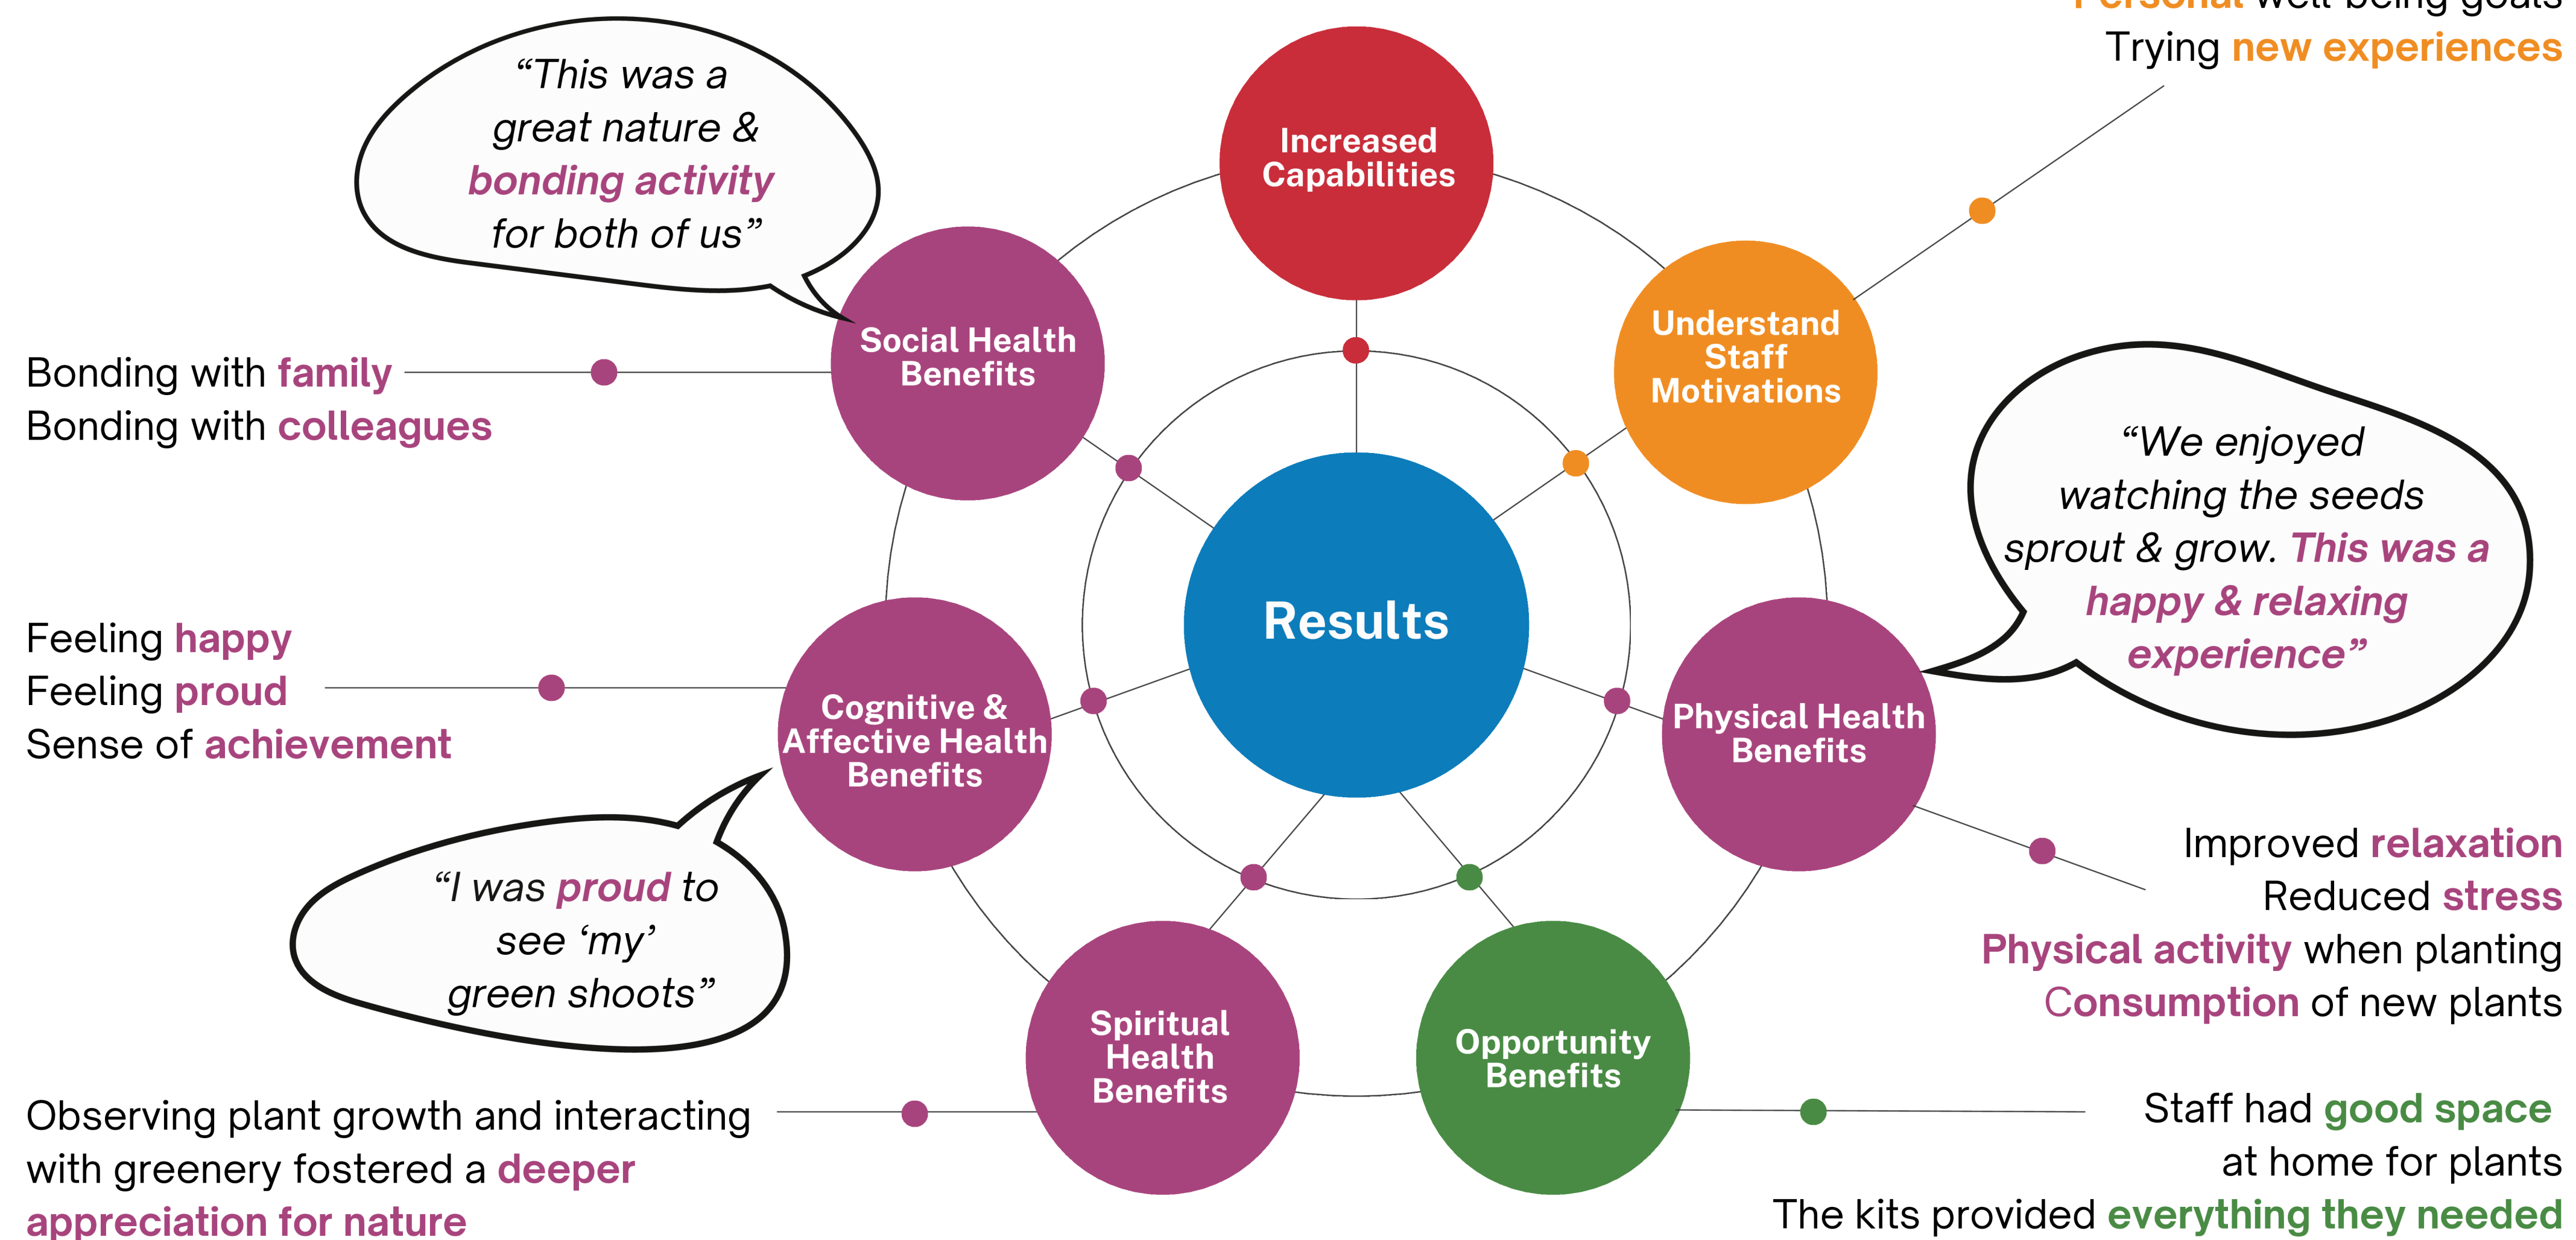 Personal well-being goals
Trying new experiences
“This was a
great nature &
bonding activity
for both of us”
Increased
Capabilities
Understand
Staff
Motivations
Social Health
Benefits
Bonding with family
Bonding with colleagues
“We enjoyed
watching the seeds
sprout & grow. This was a
happy & relaxing
experience”
Results
Feeling happy
Feeling proud
Sense of achievement
Cognitive &
Affective Health
Benefits
Physical Health
Benefits
“I was proud to
see ‘my’
green shoots”
Improved relaxation
Reduced stress
Physical activity when planting
Consumption of new plants
Spiritual
Health
Benefits
Opportunity
Benefits
Observing plant growth and interacting
with greenery fostered a deeper
appreciation for nature
Staff had good space
at home for plants
The kits provided everything they needed